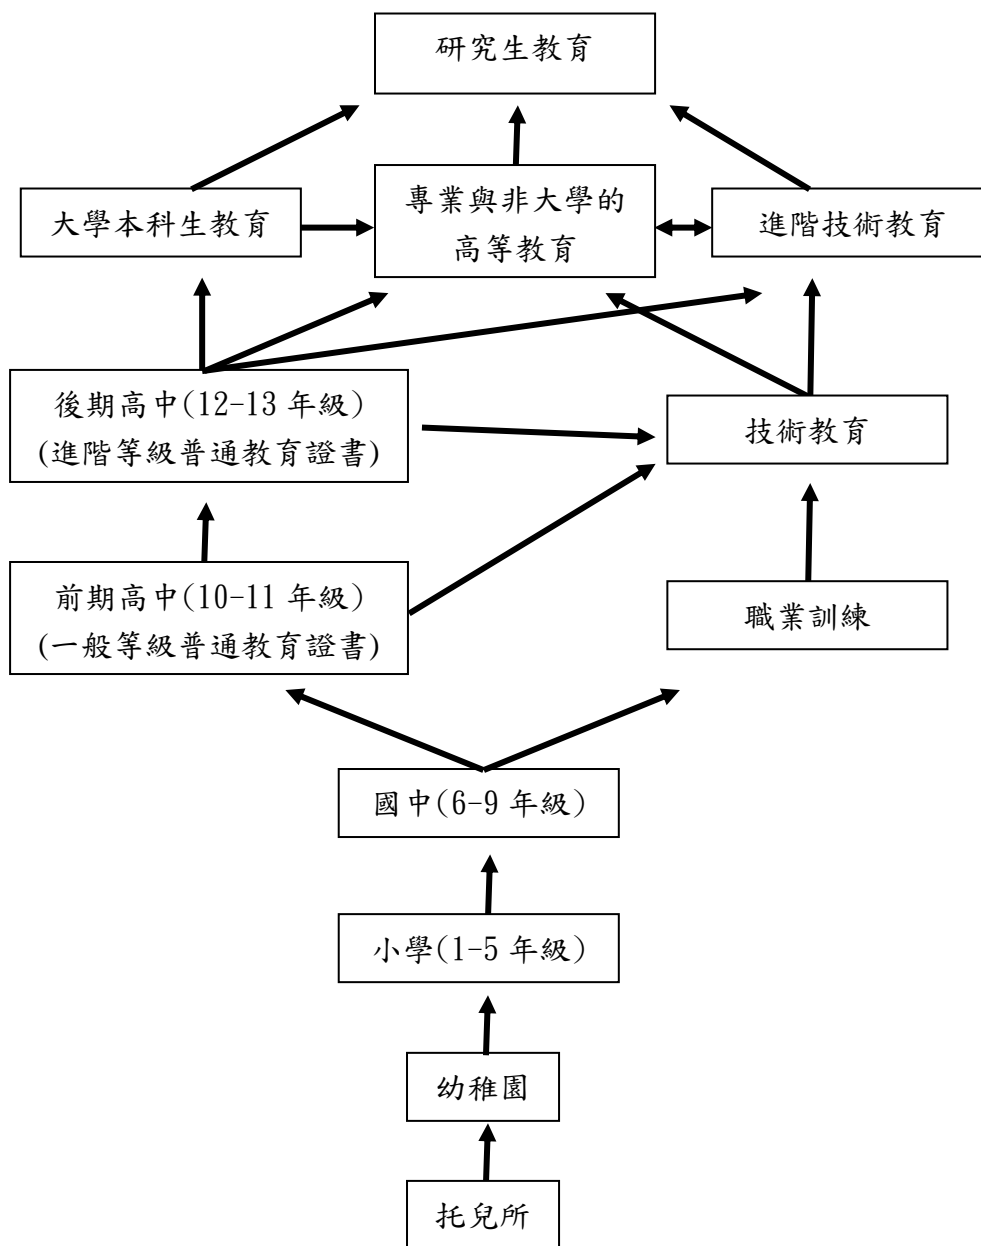 研究生教育
大學本科生教育
專業與非大學的
高等教育
進階技術教育
後期高中(12-13 年級)
(進階等級普通教育證書)
技術教育
前期高中(10-11 年級)
(一般等級普通教育證書)
職業訓練
國中(6-9 年級)
小學(1-5 年級)
幼稚園
托兒所